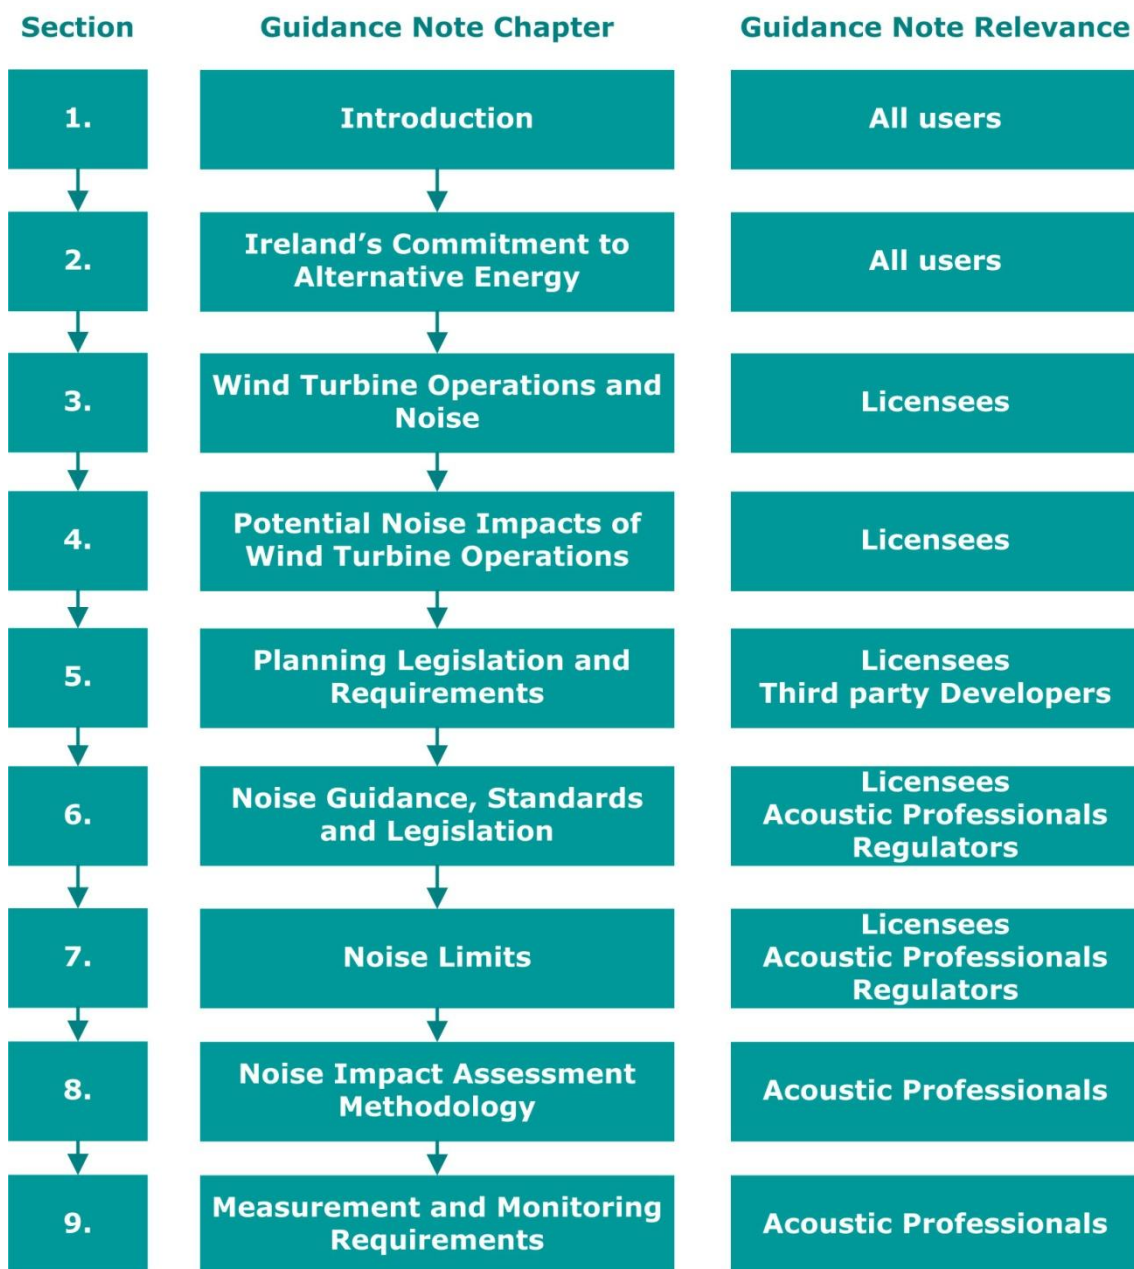 Section Guidance Note Chapter Guidance Note Relevance
1. Introduction All users
2. Ireland’s Commitment to
Alternative Energy
All users
3. Wind Turbine Operations and
Noise
Licensees
4. Potential Noise Impacts of
Wind Turbine Operations
Licensees
5. Planning Legislation and
Requirements
Licensees
Third party Developers
6. Noise Guidance, Standards
and Legislation
Licensees
Acoustic Professionals
Regulators
7. Noise Limits
Licensees
Acoustic Professionals
Regulators
8. Noise Impact Assessment
Methodology
Acoustic Professionals
9. Measurement and Monitoring
Requirements
Acoustic Professionals